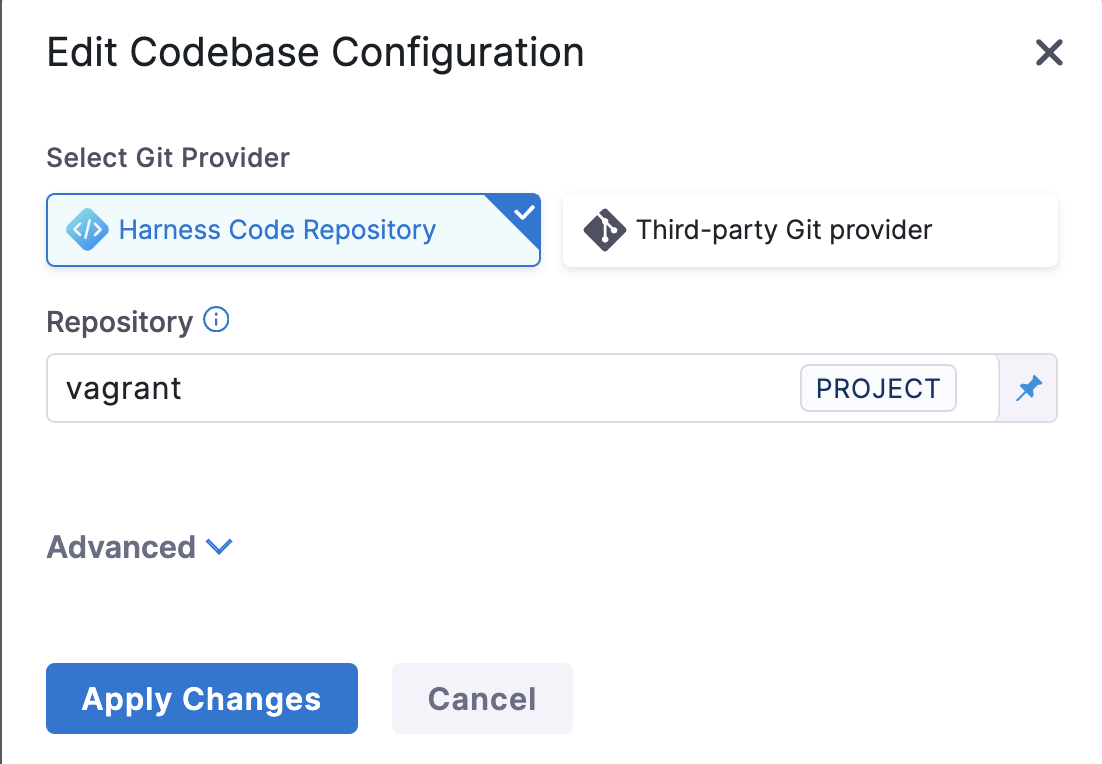 Edit Codebase Configuration
Select Git Provider
Harness Code Repository
Third-party Git provider
Repository
vagrant
PROJECT
Advanced
Apply Changes
Cancel